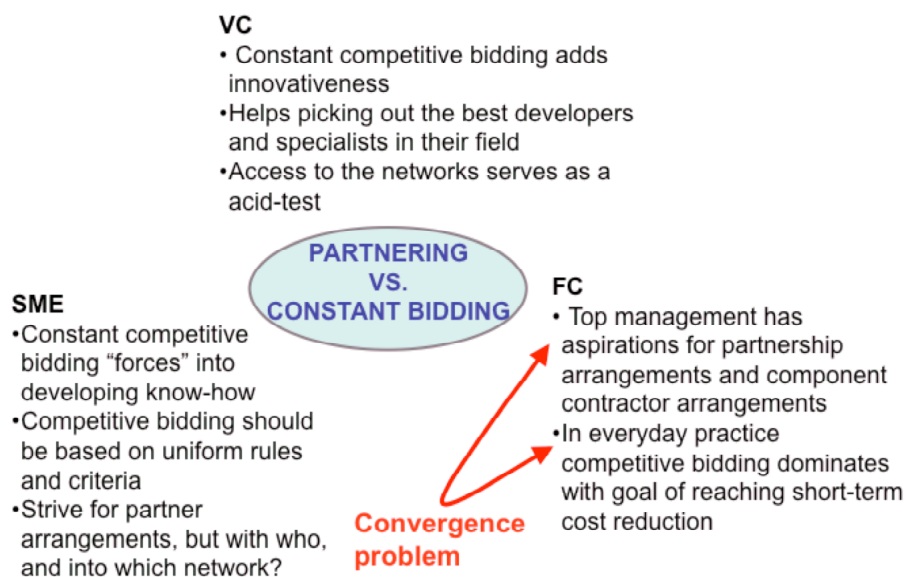 VC
• Constant competitive bidding adds
innovativeness
•Helps picking out the best developers
and specialists in their field
•Access to the networks serves as a
acid-test
PARTNERING
VS.
CONSTANT BIDDING
SME
•Constant competitive
bidding “forces” into
developing know-how
•Competitive bidding should
be based on uniform rules
and criteria
•Strive for partner
arrangements, but with who,
and into which network?
FC
• Top management has
aspirations for partnership
arrangements and component
contractor arrangements
•In everyday practice
competitive bidding dominates
with goal of reaching short-term
cost reduction
Convergence
problem